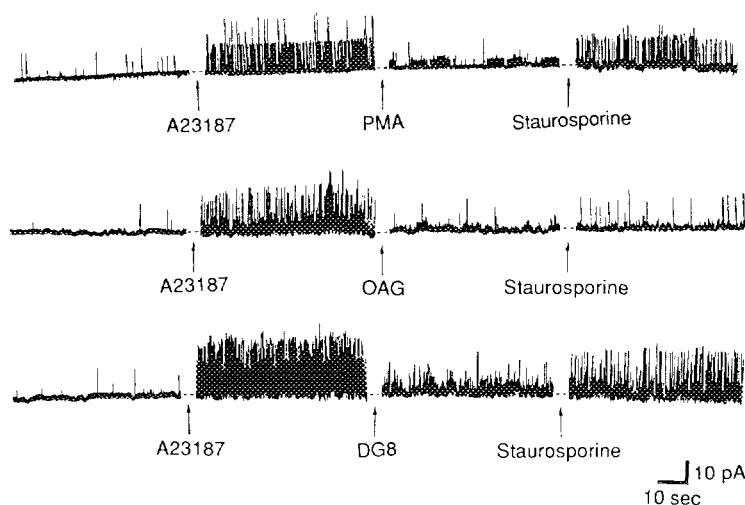 A23187 PMA Staurosporine
A23187 OAG Staurosporine
A23187 DG8 Staurosporine
10 pA
10 sec